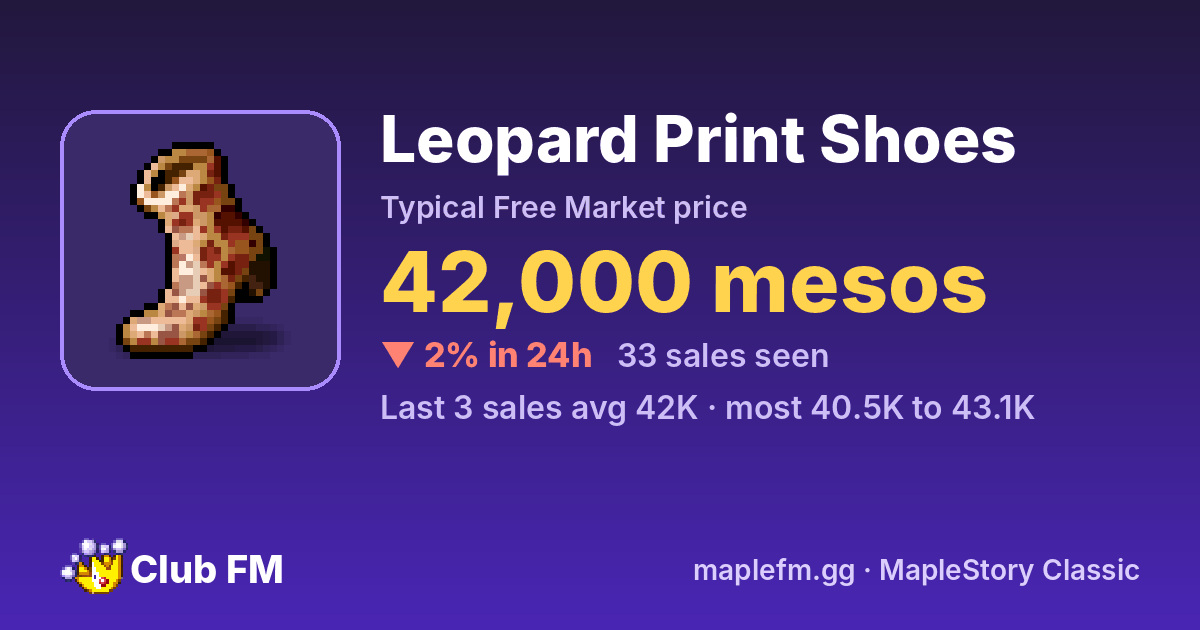 Leopard Print Shoes
Typical Free Market price
42,000 mesos
▼ 2% in 24h 33 sales seen
Last 3 sales avg 42K · most 40.5K to 43.1K
Club FM
maplefm.gg · MapleStory Classic